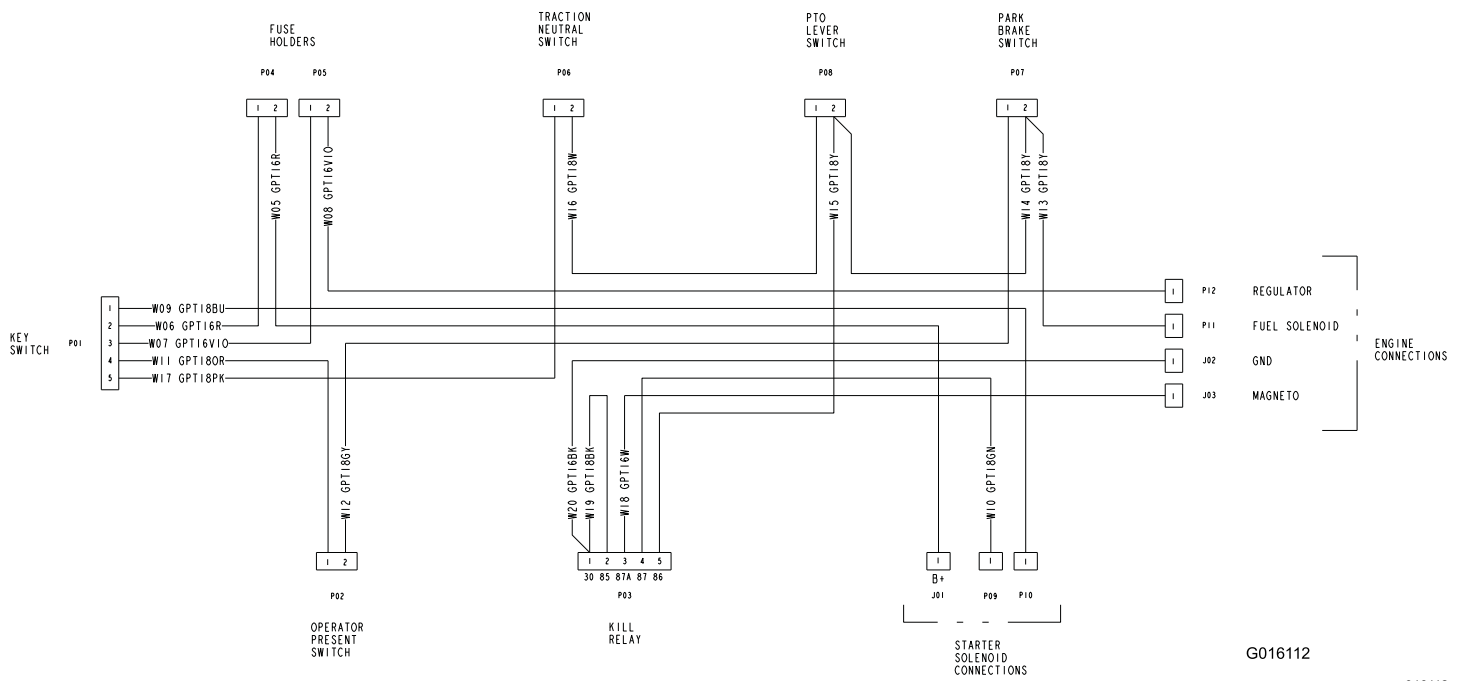 FUSE
HOLDERS
TRACTION
NEUTRAL
SWITCH
PTO
LEVER
SWITCH
PARK
BRAKE
SWITCH
P04
P05
P06
P08
P07
1 2
1 2
1 2
1 2
1 2
W05 GPT16R
W08 GPT16VIO
W16 GPT18W
W15 GPT18Y
W14 GPT18Y
W13 GPT18Y
KEY
SWITCH
P01
1
2
3
4
5
W09 GPT18BU
W06 GPT16R
W07 GPT16VIO
W11 GPT18OR
W17 GPT18PK
1 P12 REGULATOR
1 P11 FUEL SOLENOID
1 J02 GND
1 J03 MAGNETO
ENGINE
CONNECTIONS
W12 GPT18GY
W20 GPT16BK
W19 GPT18BK
W18 GPT16W
W10 GPT18GN
1 2
P02
OPERATOR
PRESENT
SWITCH
1 2 3 4 5
30 85 87A 87 86
P03
KILL
RELAY
1
1
1
B+
J01
P09
P10
STARTER
SOLENOID
CONNECTIONS
G016112